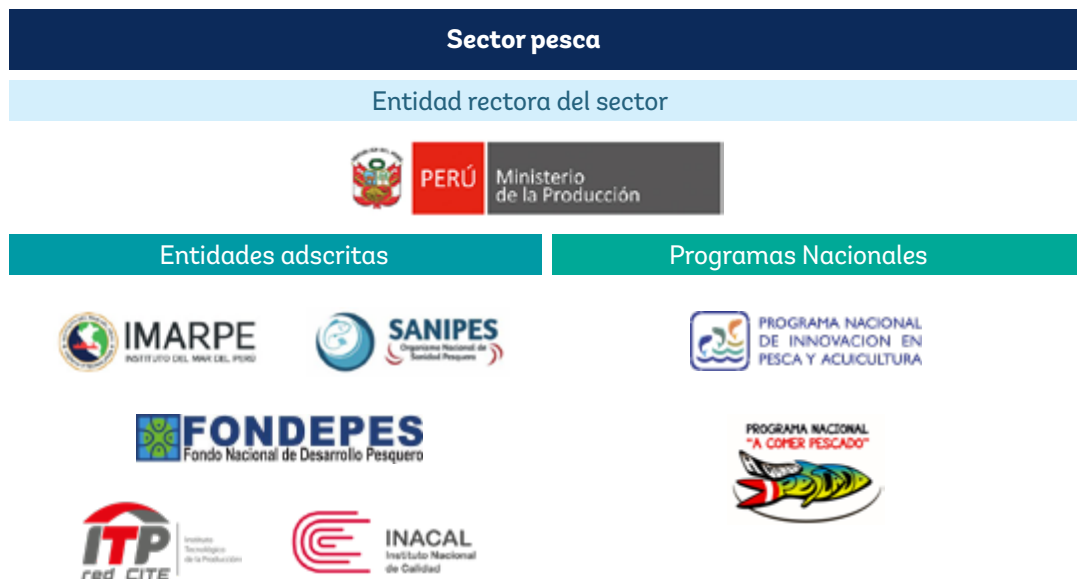 Sector pesca
Entidad rectora del sector
PERÚ
Ministerio
de la Producción
Entidades adscritas
Programas Nacionales
IMARPE
INSTITUTO DEL MAR DEL PERÚ
SANIPES
Organismo Nacional de
Sanidad Pesquera
PROGRAMA NACIONAL
DE INNOVACION EN
PESCA Y ACUICULTURA
FONDEPES
Fondo Nacional de Desarrollo Pesquero
PROGRAMA NACIONAL
"A COMER PESCADO"
ITP
red CITE
Instituto
Tecnológico
de la Producción
INACAL
Instituto Nacional
de Calidad